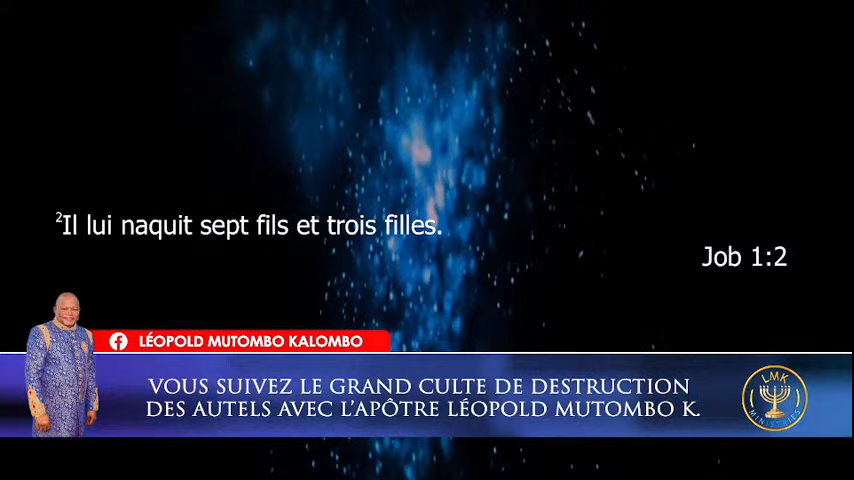 ²Il lui naquit sept fils et trois filles.
Job 1:2
LÉOPOLD MUTOMBO KALOMBO
VOUS SUIVEZ LE GRAND CULTE DE DESTRUCTION
DES AUTELS AVEC L'APÔTRE LÉOPOLD MUTOMBO K.
LMK
MINISTRIES